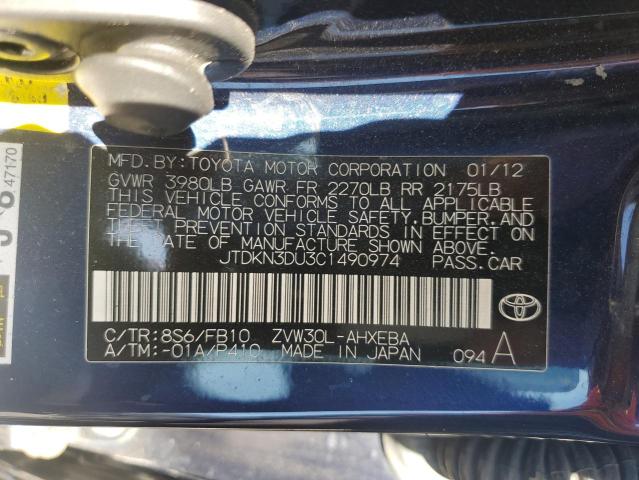 MFD.BY:TOYOTA MOTOR CORPORATION 01/12
GVWR 3980LB GAWR FR 2270LB RR 2175LB
THIS VEHICLE CONFORMS TO ALL APPLICABLE
FEDERAL MOTOR VEHICLE SAFETY, BUMPER, AND
THEFT PREVENTION STANDARDS IN EFFECT ON
THE DATE OF MANUFACTURE SHOWN ABOVE.
JTDKN3DU3C1490974 PASS.CAR
C/TR:8S6/FB10 ZVW30L-AHXEBA
A/TM:-01A/P410 MADE IN JAPAN
094 A
47170